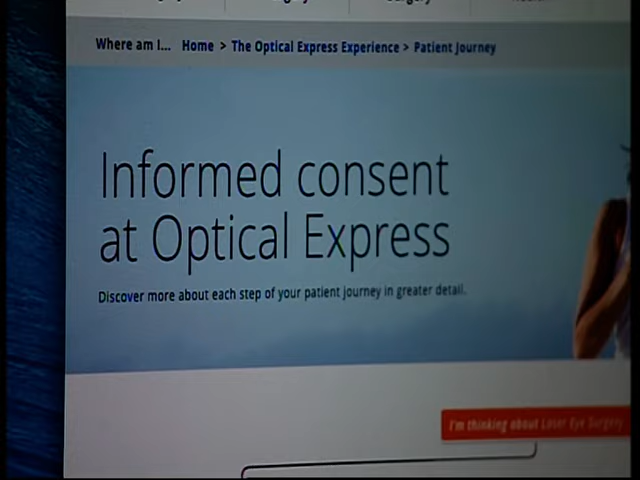 Where am I... Home > The Optical Express Experience > Patient Journey
Informed consent
at Optical Express
Discover more about each step of your patient journey in greater detail.
I'm thinking about Laser Eye Surgery